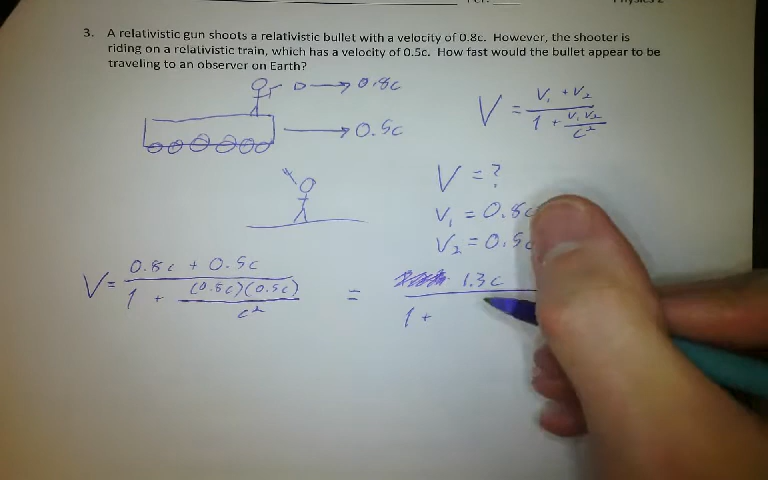 3. A relativistic gun shoots a relativistic bullet with a velocity of 0.8c. However, the shooter is
riding on a relativistic train, which has a velocity of 0.5c. How fast would the bullet appear to be
traveling to an observer on Earth?
0.8c
0.5c
V = V₁ + V₂
1 + V₁V₂
c²
V = ?
V₁ = 0.8c
V₂ = 0.5c
V = 0.8c + 0.5c
1 + (0.8c)(0.5c)
c²
= 1.3c
1 +